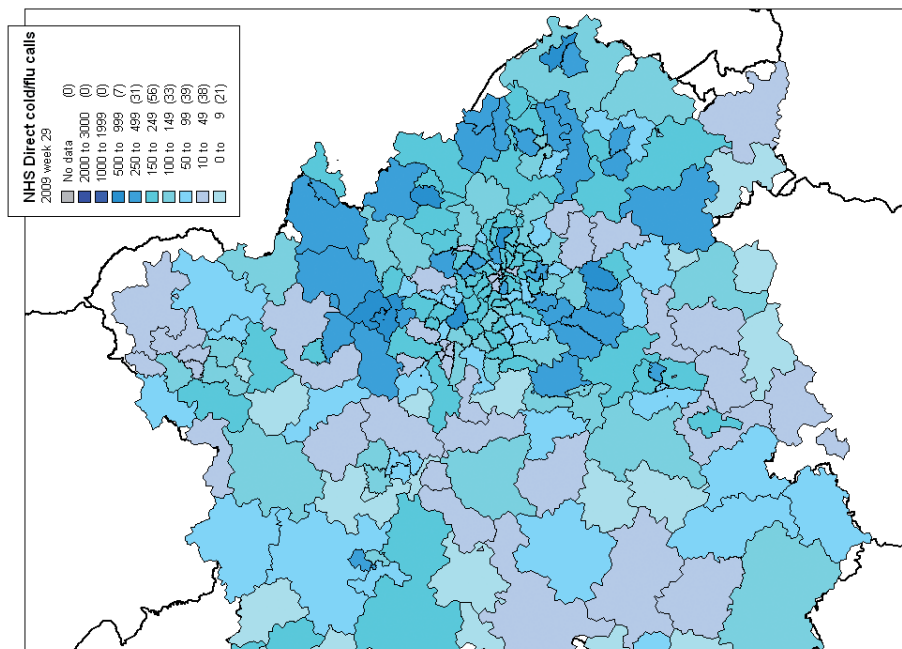 NHS Direct cold/flu calls
2009 week 29
No data (0)
2000 to 3000 (0)
1000 to 1999 (0)
500 to 999 (7)
250 to 499 (31)
150 to 249 (56)
100 to 149 (33)
50 to 99 (39)
10 to 49 (38)
0 to 9 (21)